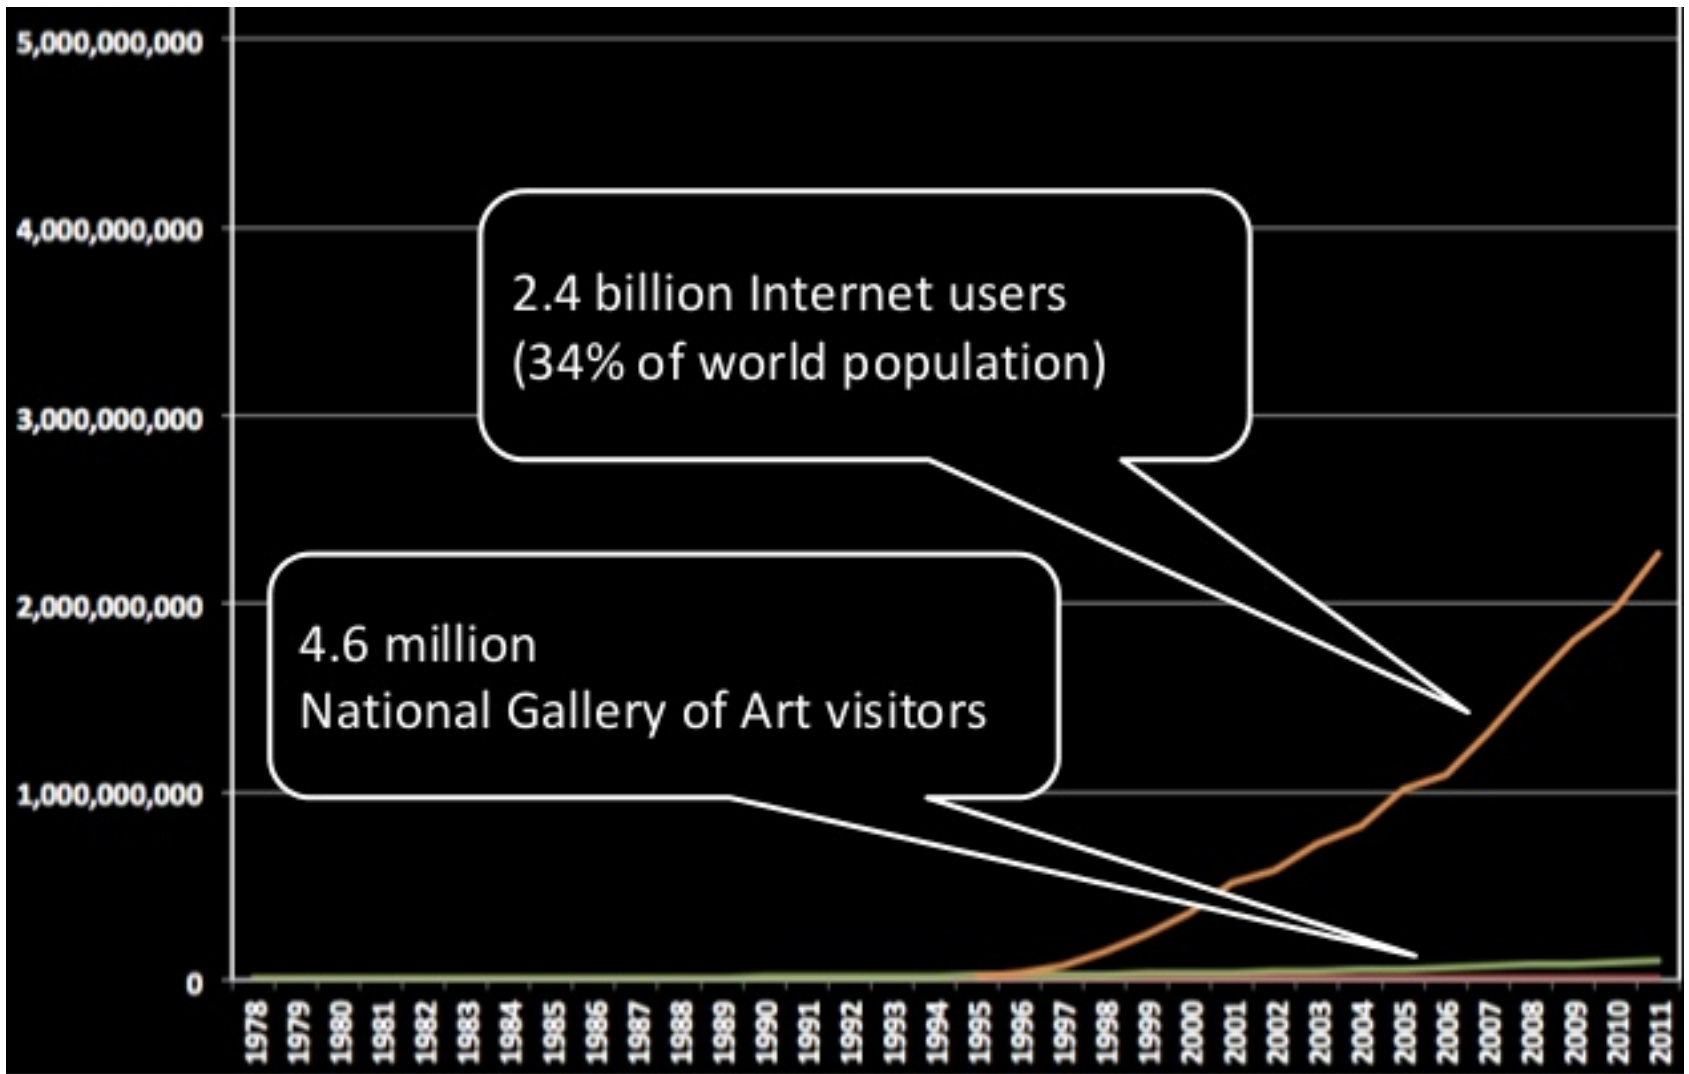 5,000,000,000
4,000,000,000
2.4 billion Internet users
(34% of world population)
3,000,000,000
2,000,000,000
4.6 million
National Gallery of Art visitors
1,000,000,000
0
1978 1979 1980 1981 1982 1983 1984 1985 1986 1987 1988 1989 1990 1991 1992 1993 1994 1995 1996 1997 1998 1999 2000 2001 2002 2003 2004 2005 2006 2007 2008 2009 2010 2011